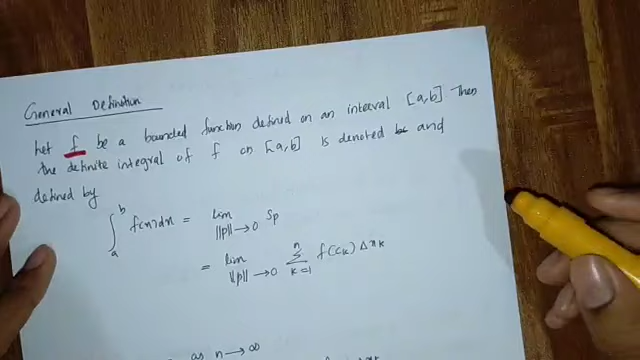 General Definition
Let f be a bounded function defined on an interval [a,b] Then
the definite integral of f on [a,b] is denoted and
defined by
∫ₐᵇ f(x)dx = lim ||p||→0 Sp
= lim ||p||→0 Σ k=1 n f(ck) Δxk
as n→∞